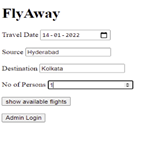 FlyAway
Travel Date 14-01-2022
Source Hyderabad
Destination Kolkata
No of Persons 1
show available flights
Admin Login